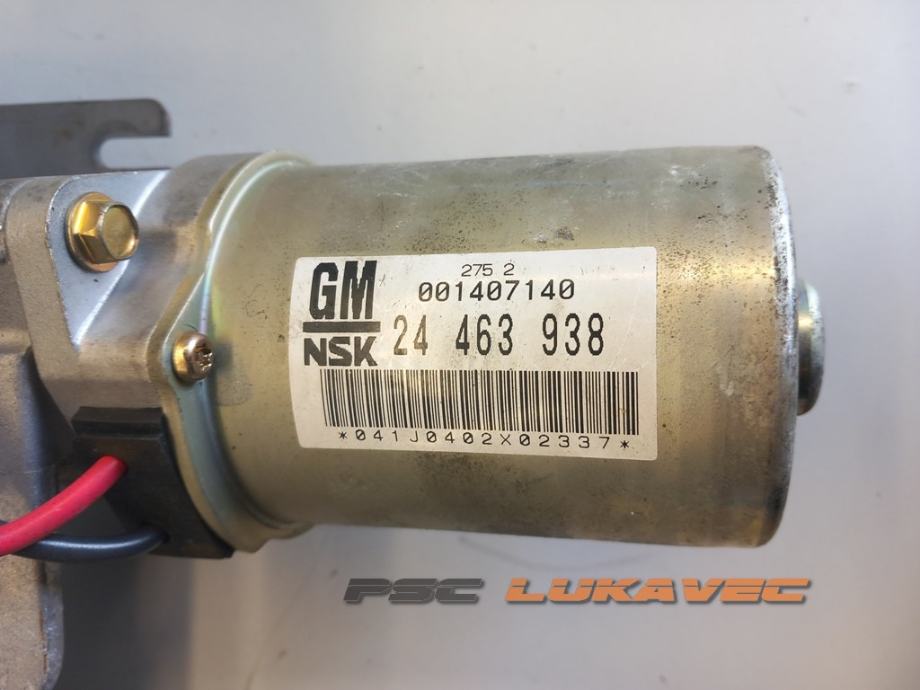 275 2
GM 001407140
NSK 24 463 938
*041J0402X02337*
PSC LUKAVEC